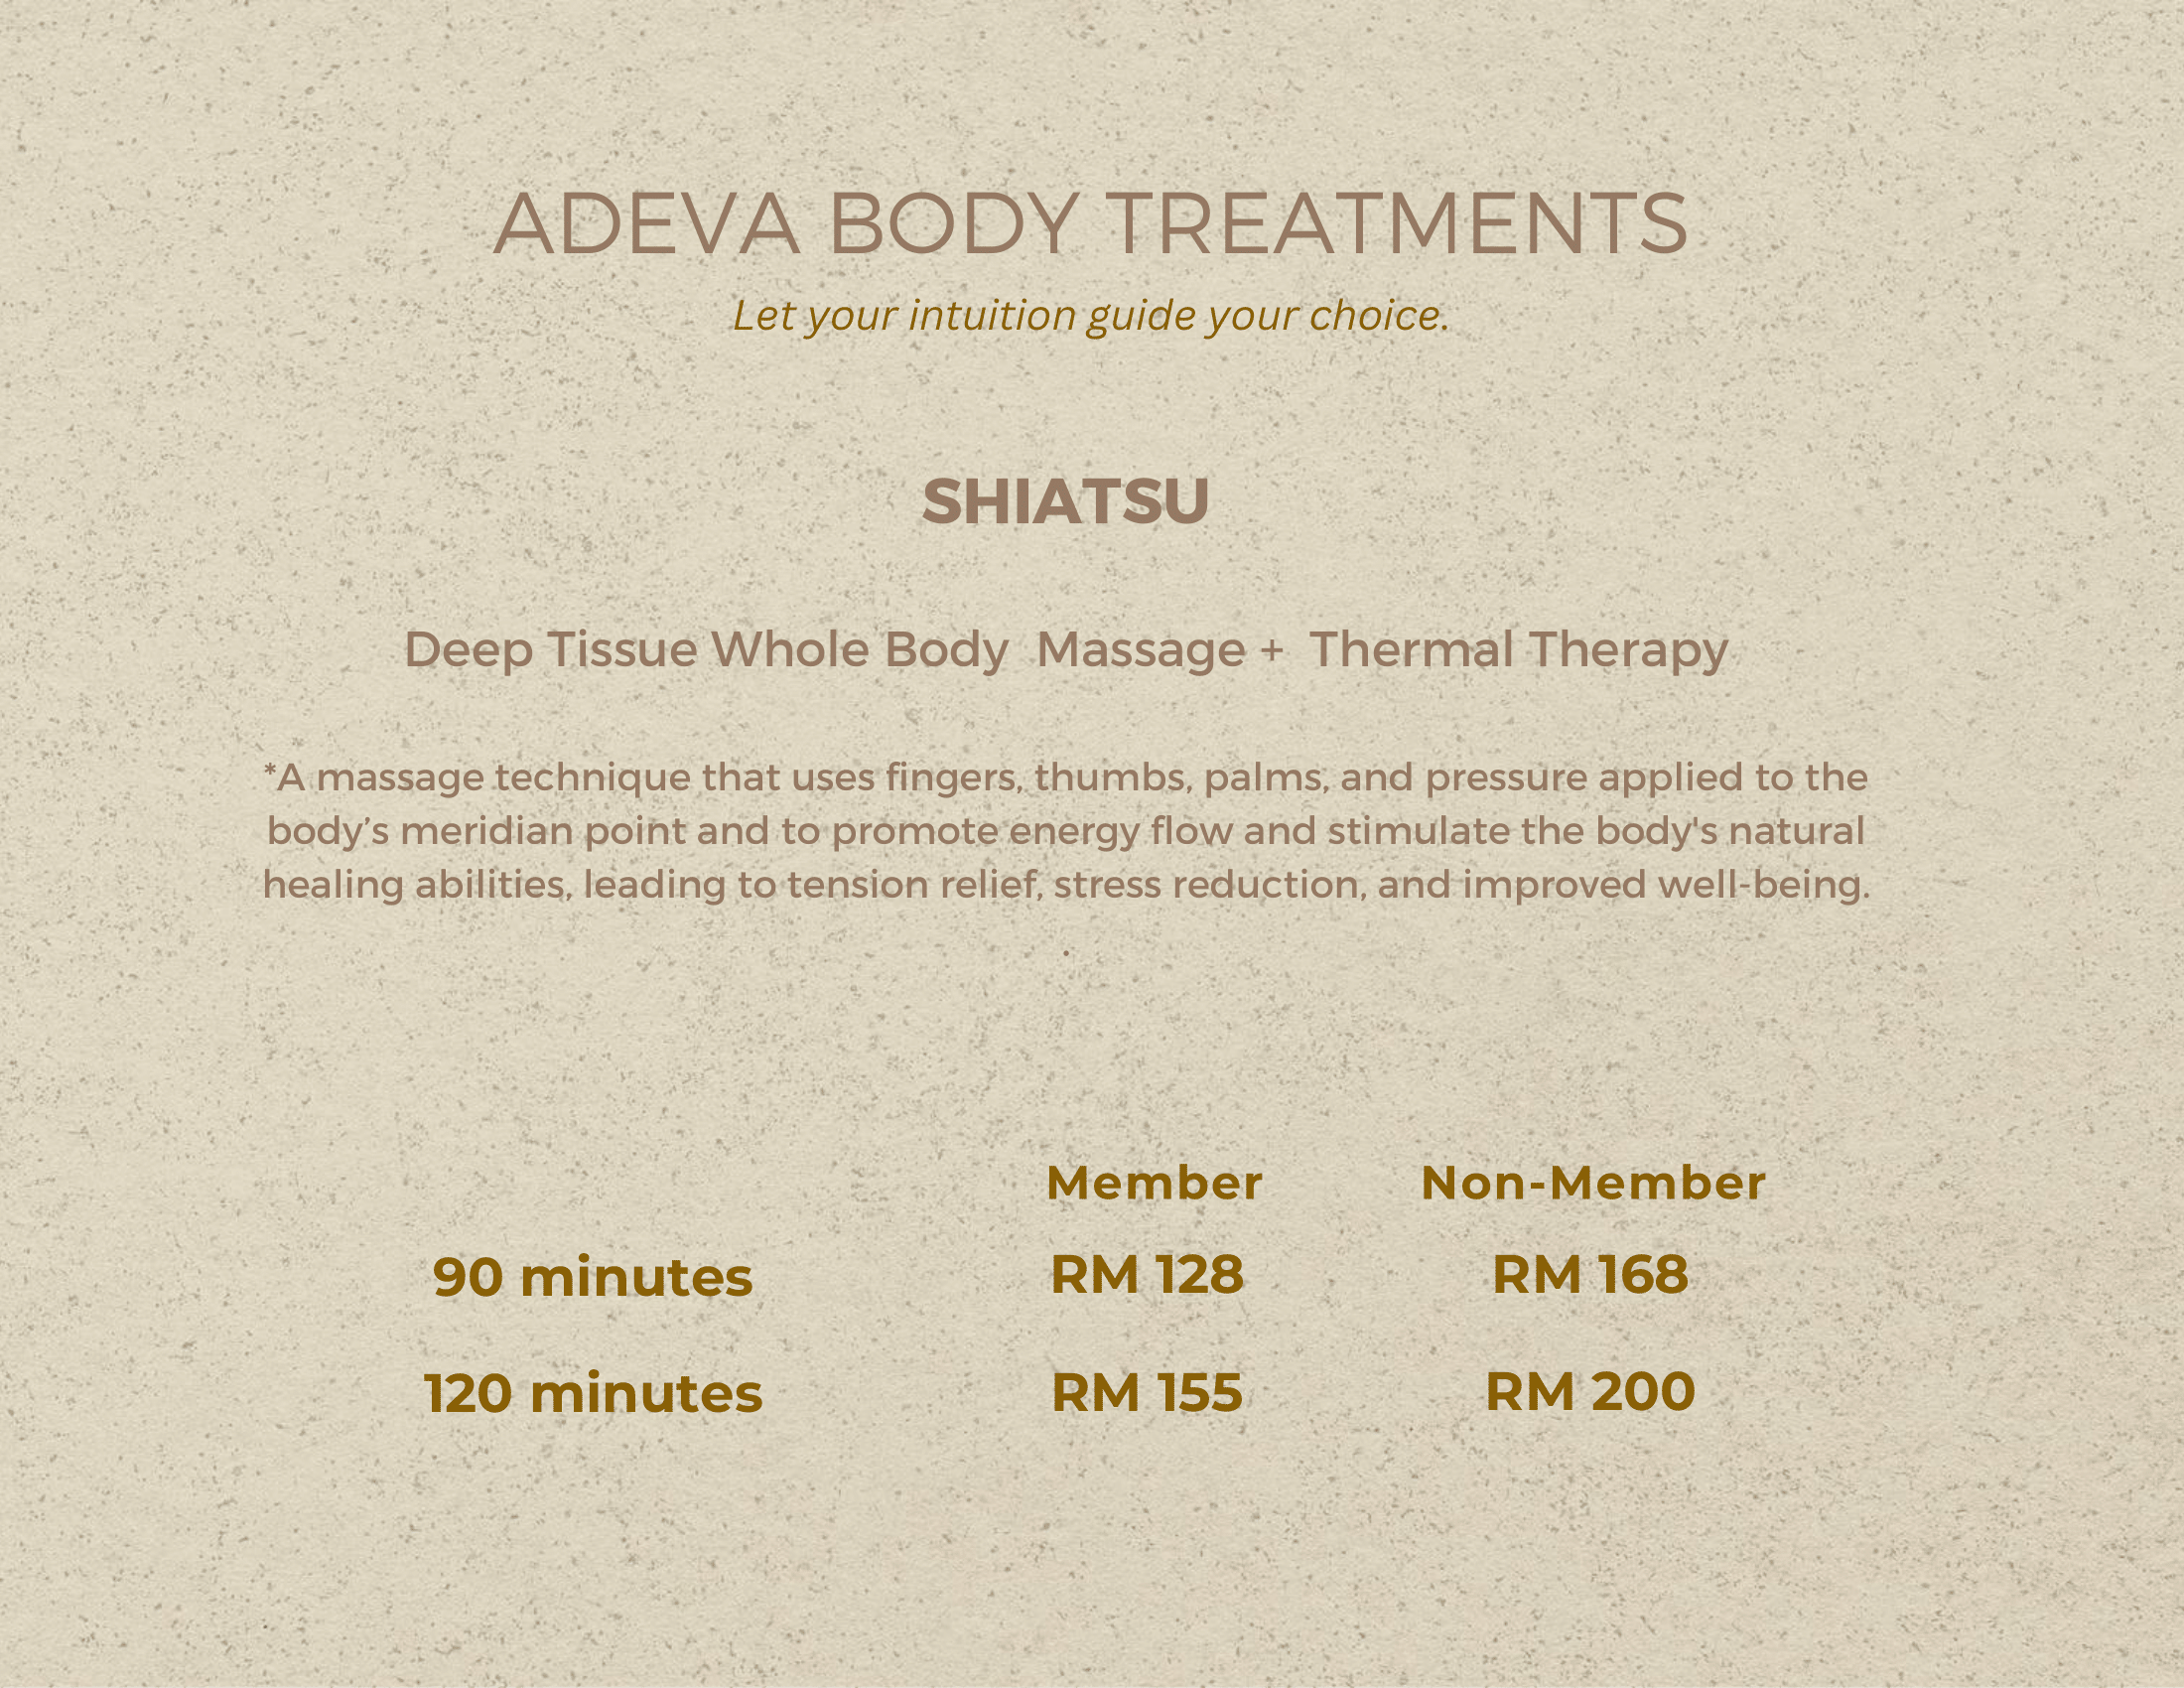 ADEVA BODY TREATMENTS
Let your intuition guide your choice.
SHIATSU
Deep Tissue Whole Body  Massage +  Thermal Therapy
*A massage technique that uses fingers, thumbs, palms, and pressure applied to the
body’s meridian point and to promote energy flow and stimulate the body's natural
healing abilities, leading to tension relief, stress reduction, and improved well-being.
.
Member Non-Member
90 minutes RM 128 RM 168
120 minutes RM 155 RM 200